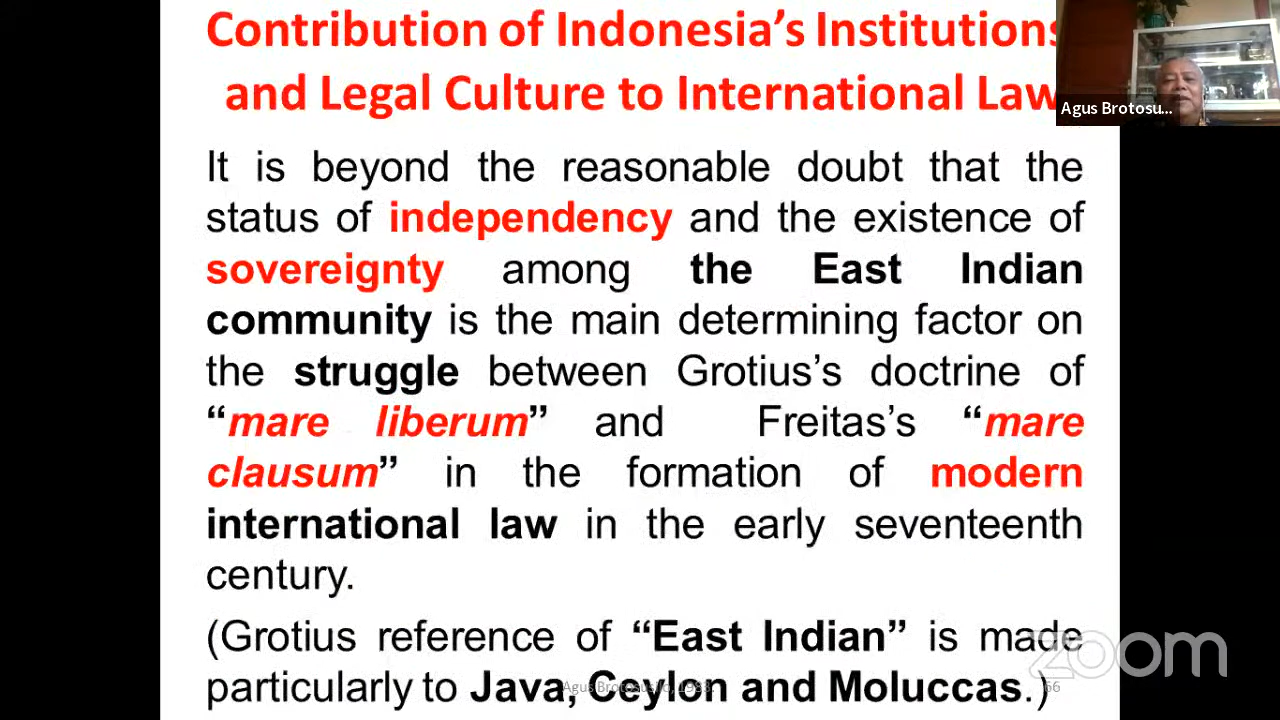 Contribution of Indonesia's Institutions
and Legal Culture to International Law
Agus Brotosu...
It is beyond the reasonable doubt that the
status of independency and the existence of
sovereignty among the East Indian
community is the main determining factor on
the struggle between Grotius's doctrine of
“mare liberum” and Freitas's “mare
clausum” in the formation of modern
international law in the early seventeenth
century.
(Grotius reference of “East Indian” is made
particularly to Java, Ceylon and Moluccas.)
zoom
66